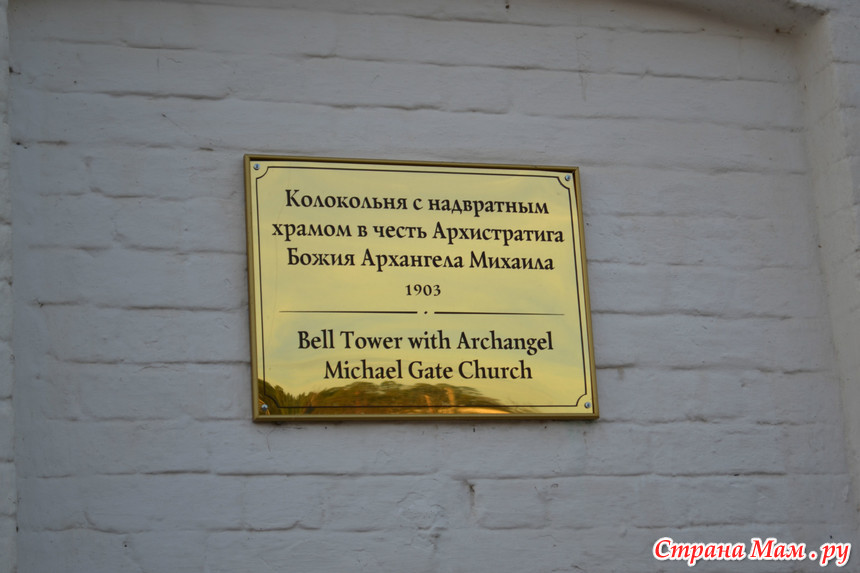 Колокольня с надвратным
храмом в честь Архистратига
Божия Архангела Михаила
1903
Bell Tower with Archangel
Michael Gate Church
Страна Мам.ру